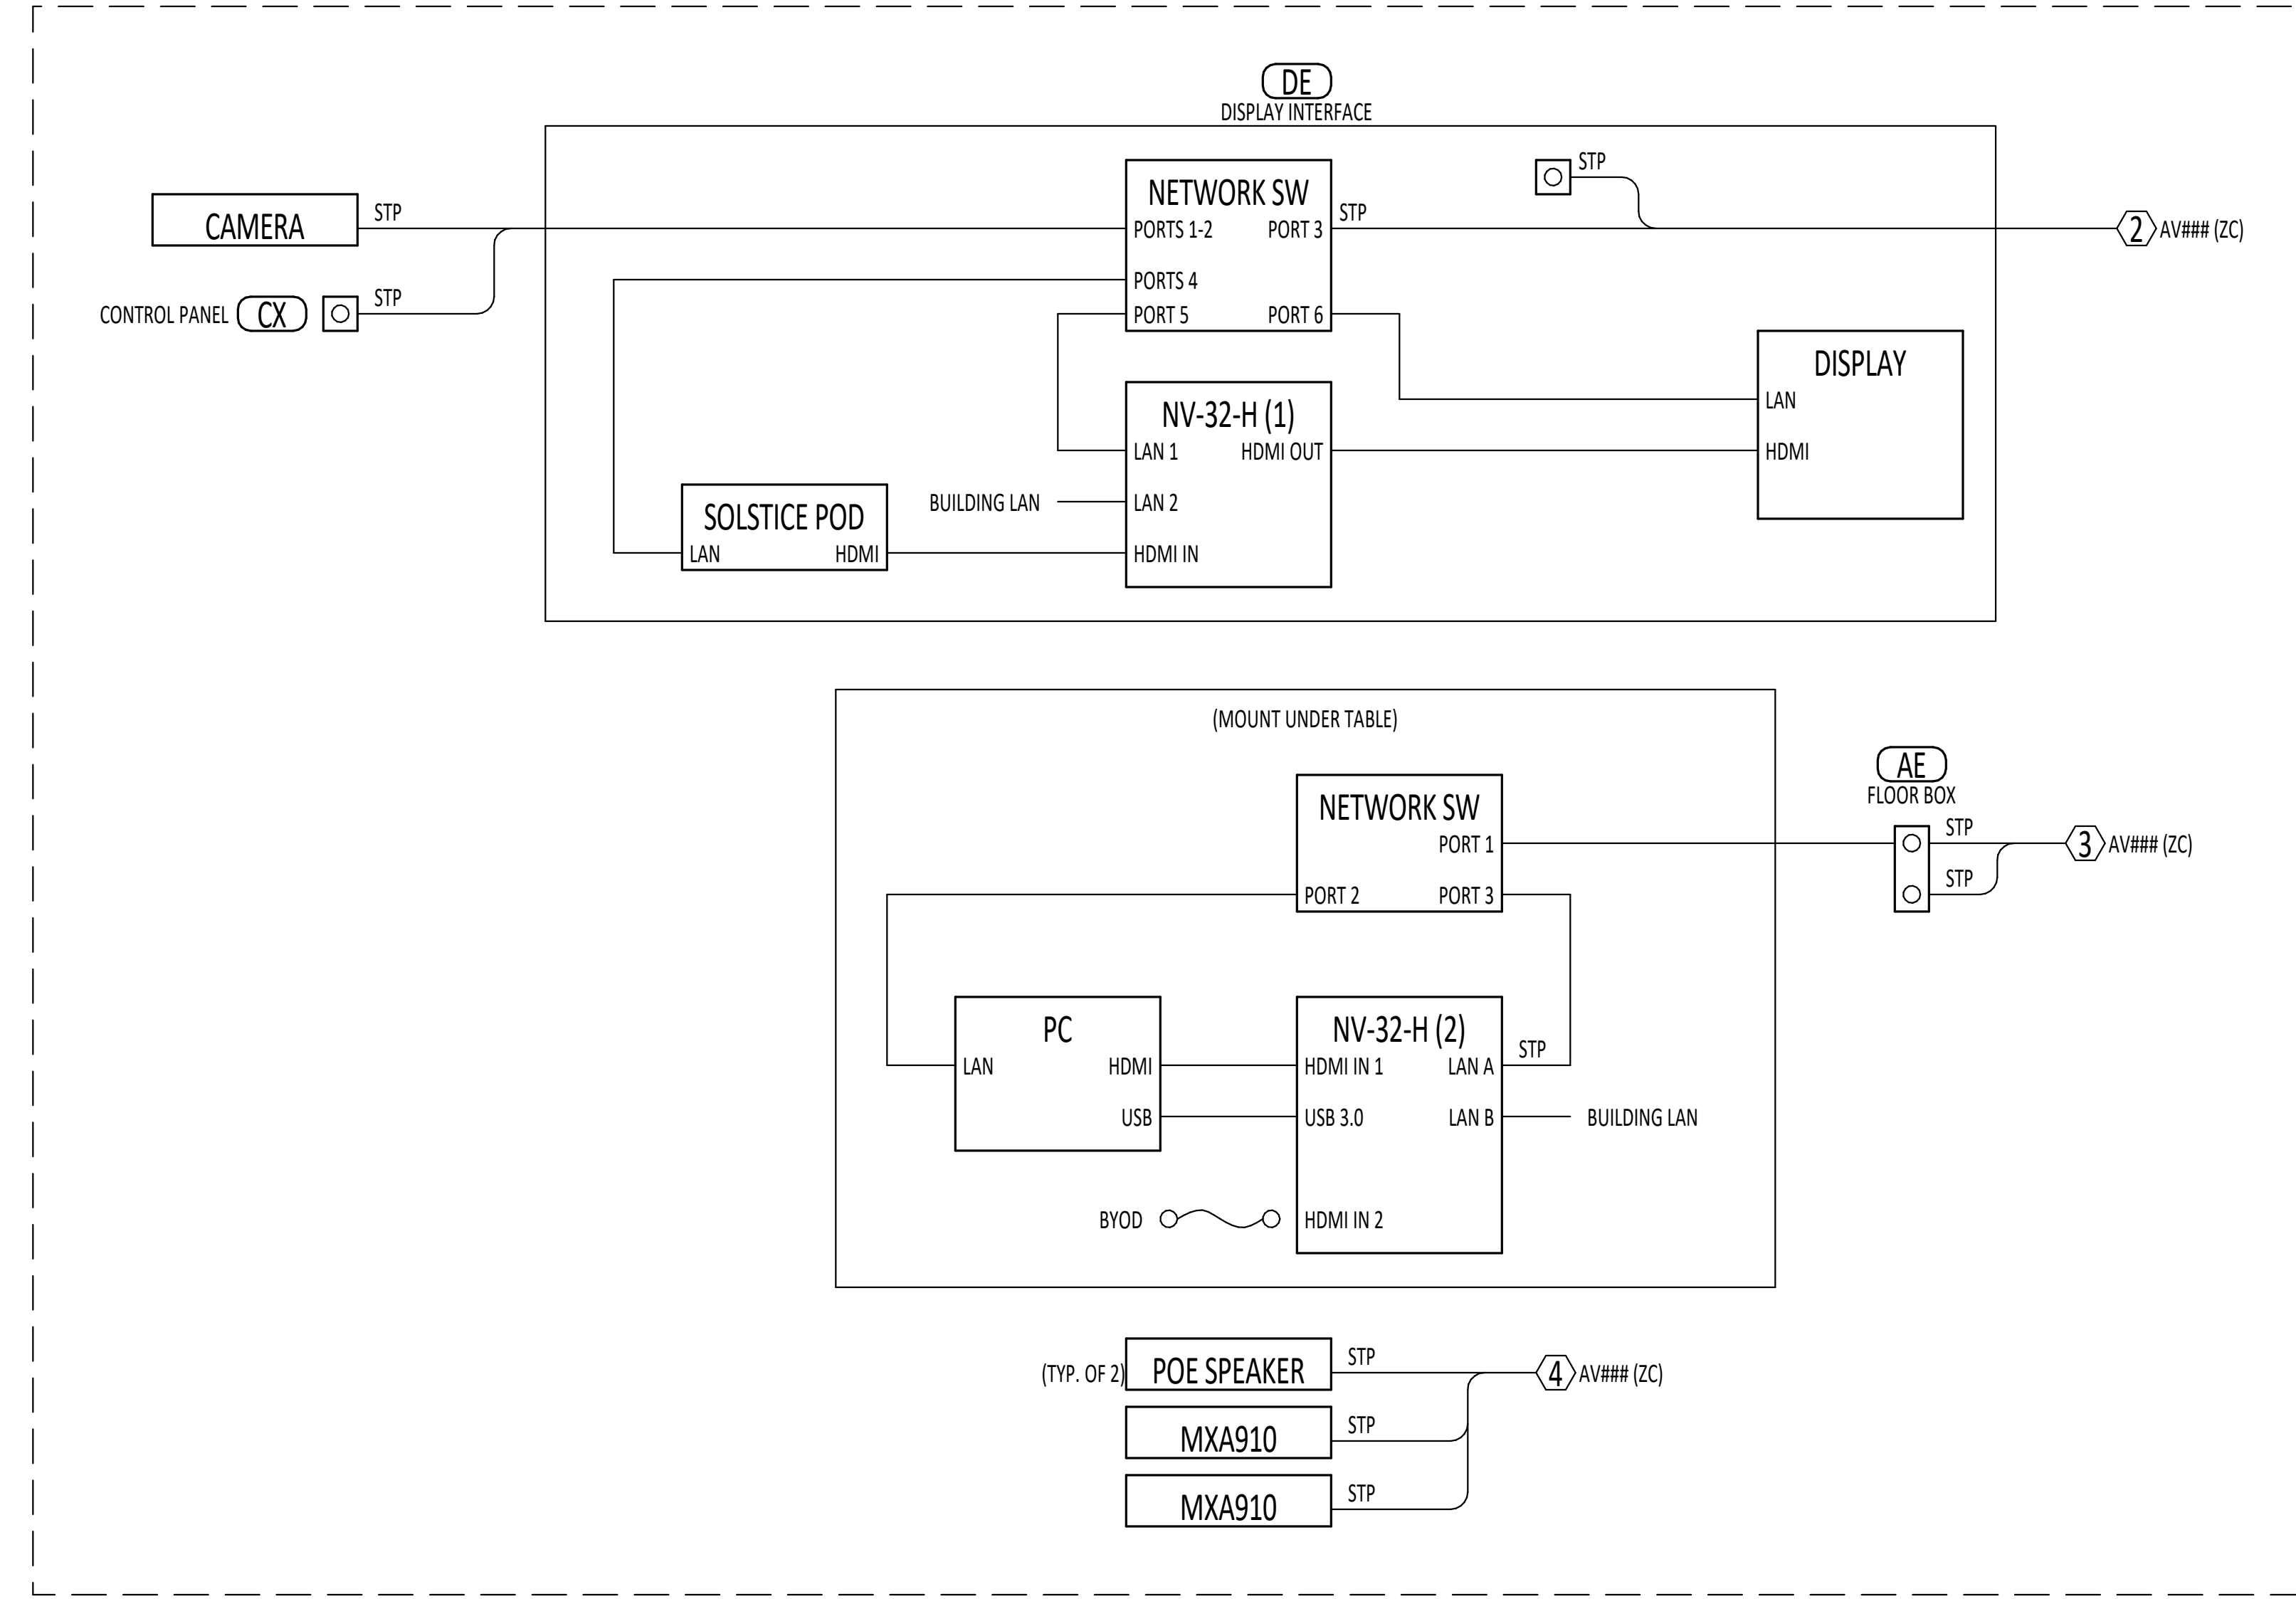 DE
DISPLAY INTERFACE
STP
NETWORK SW
CAMERA
STP
PORTS 1-2
PORT 3
STP
2
AV### (ZC)
PORTS 4
CONTROL PANEL
CX
STP
PORT 5
PORT 6
DISPLAY
LAN
HDMI
NV-32-H (1)
LAN 1
HDMI OUT
BUILDING LAN
LAN 2
SOLSTICE POD
LAN
HDMI
HDMI IN
(MOUNT UNDER TABLE)
AE
FLOOR BOX
NETWORK SW
PORT 1
STP
3
AV### (ZC)
PORT 2
PORT 3
STP
PC
LAN
HDMI
USB
NV-32-H (2)
HDMI IN 1
LAN A
STP
USB 3.0
LAN B
BUILDING LAN
BYOD
HDMI IN 2
(TYP. OF 2)
POE SPEAKER
STP
4
AV### (ZC)
MXA910
STP
MXA910
STP